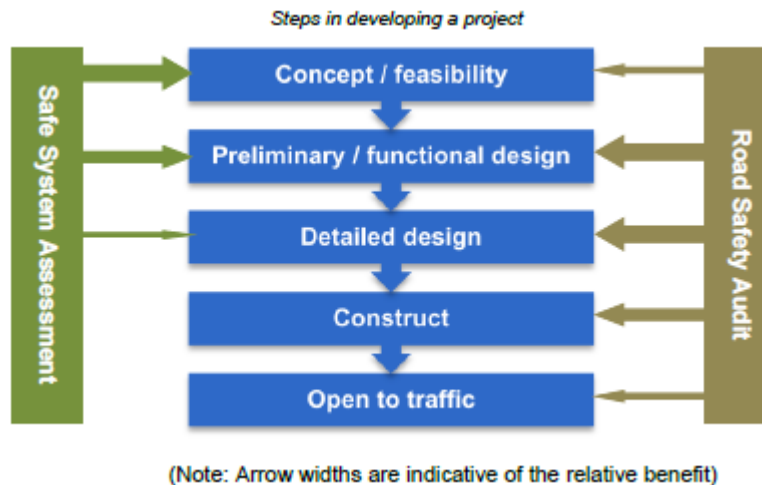 Steps in developing a project
Safe System Assessment
Concept / feasibility
Preliminary / functional design
Detailed design
Construct
Open to traffic
Road Safety Audit
(Note: Arrow widths are indicative of the relative benefit)